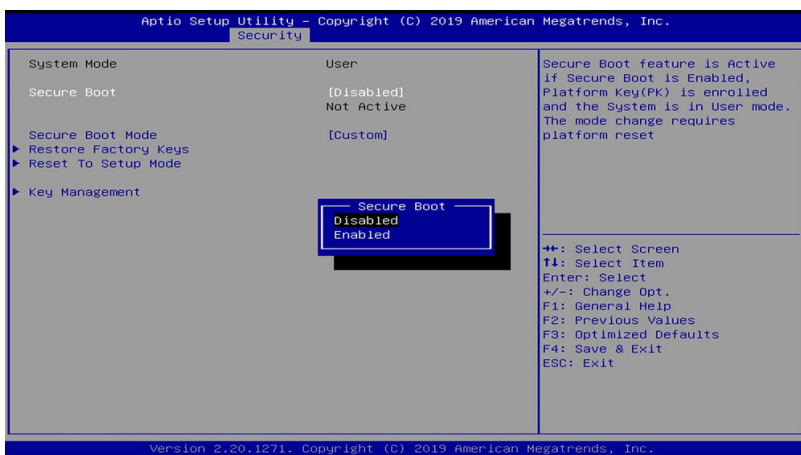 Aptio Setup Utility – Copyright (C) 2019 American Megatrends, Inc.
Security
System Mode User
Secure Boot [Disabled]
Not Active
Secure Boot Mode [Custom]
▶ Restore Factory Keys
▶ Reset To Setup Mode
▶ Key Management
Secure Boot
Disabled
Enabled
Secure Boot feature is Active
if Secure Boot is Enabled,
Platform Key(PK) is enrolled
and the System is in User mode.
The mode change requires
platform reset
→←: Select Screen
↑↓: Select Item
Enter: Select
+/-: Change Opt.
F1: General Help
F2: Previous Values
F3: Optimized Defaults
F4: Save & Exit
ESC: Exit
Version 2.20.1271. Copyright (C) 2019 American Megatrends, Inc.